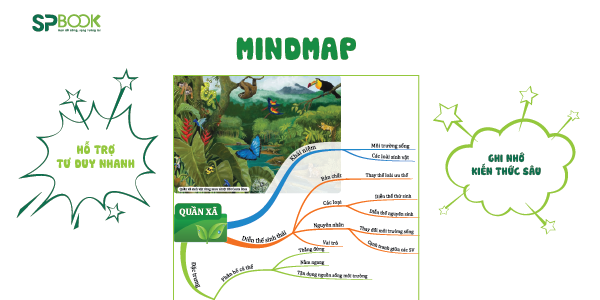 SPBOOK
MINDMAP
HỖ TRỢ
TƯ DUY NHANH
GHI NHỚ
KIẾN THỨC SÂU
QUẦN XÃ
Khái niệm
Môi trường sống
Các loài sinh vật
Diễn thế sinh thái
Bản chất
Thay thế loài ưu thế
Các loại
Diễn thế thứ sinh
Diễn thế nguyên sinh
Nguyên nhân
Thay đổi môi trường sống
Cạnh tranh giữa các SV
Vai trò
Đặc trưng
Phân bố cá thể
Thẳng đứng
Nằm ngang
Tận dụng nguồn sống môi trường